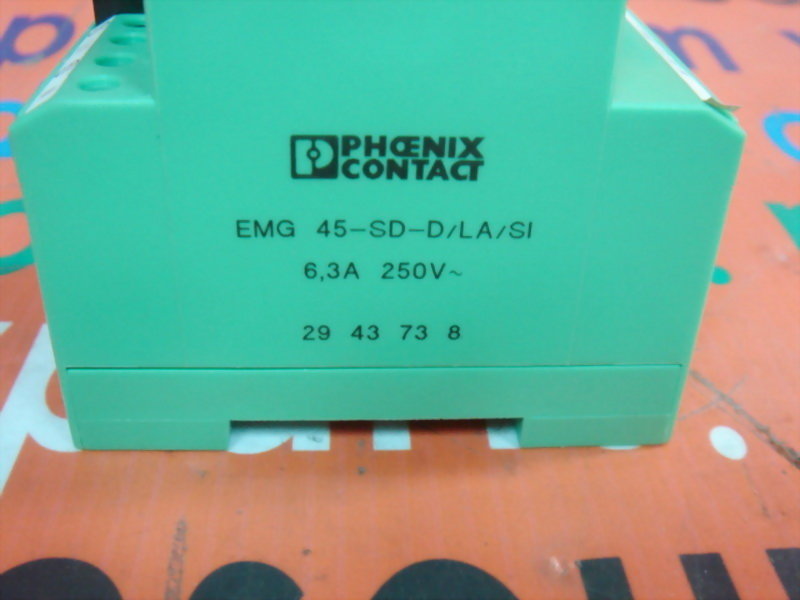 PHŒNIX
CONTACT
EMG 45-SD-D/LA/SI
6,3A 250V~
29 43 73 8